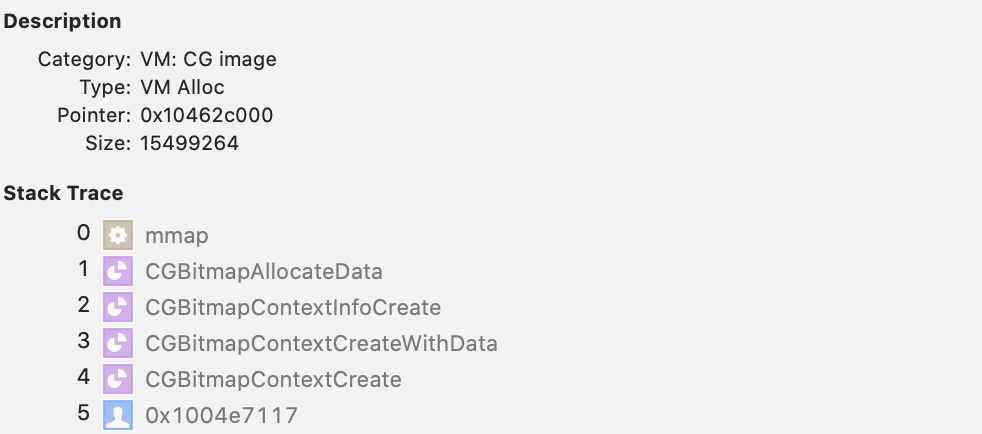 Description
Category: VM: CG image
Type: VM Alloc
Pointer: 0x10462c000
Size: 15499264
Stack Trace
0 mmap
1 CGBitmapAllocateData
2 CGBitmapContextInfoCreate
3 CGBitmapContextCreateWithData
4 CGBitmapContextCreate
5 0x1004e7117